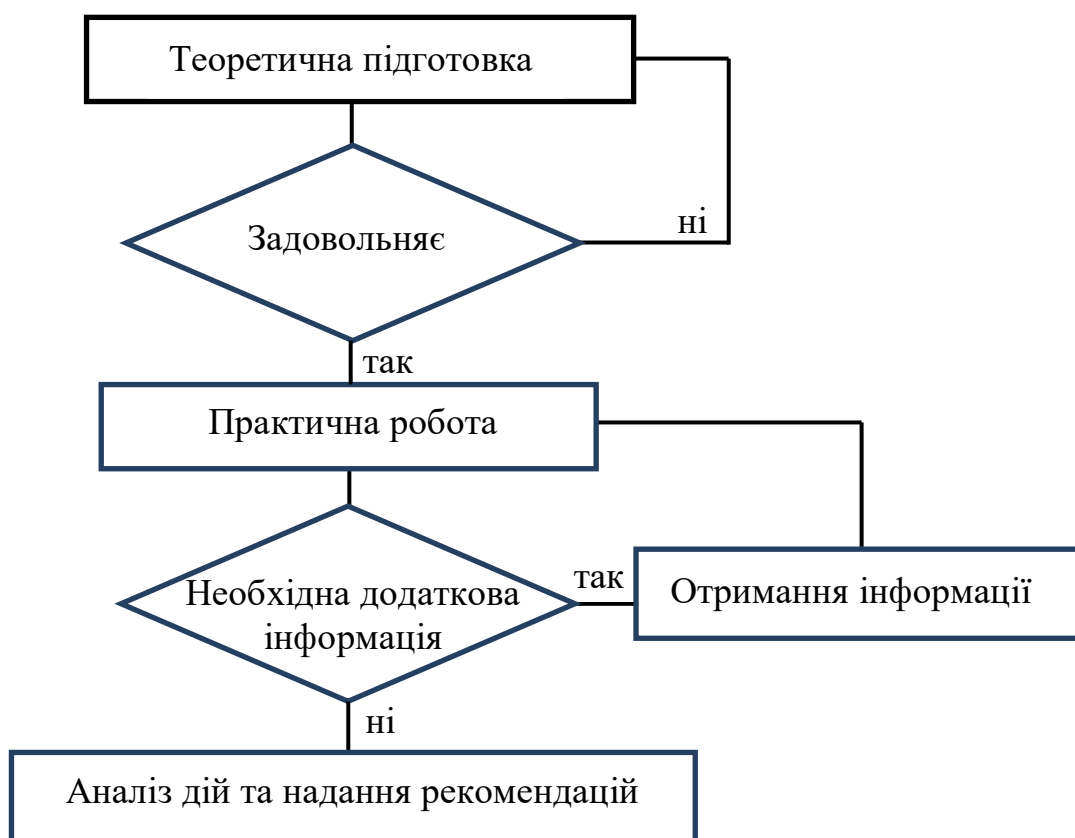 Теоретична підготовка
Задовольняє
ні
так
Практична робота
Необхідна додаткова
інформація
так
Отримання інформації
ні
Аналіз дій та надання рекомендацій